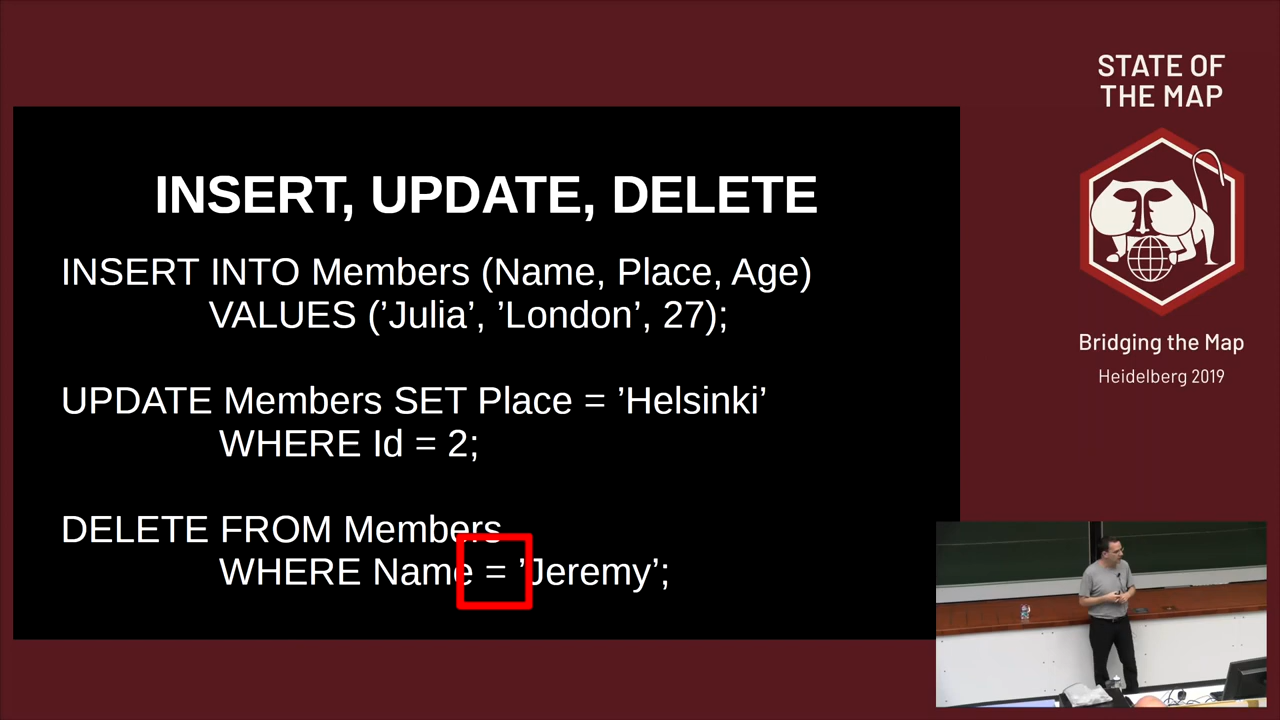 STATE OF
THE MAP
INSERT, UPDATE, DELETE
INSERT INTO Members (Name, Place, Age)
VALUES (’Julia’, ’London’, 27);
UPDATE Members SET Place = ’Helsinki’
WHERE Id = 2;
DELETE FROM Members
WHERE Name = ’Jeremy’;
Bridging the Map
Heidelberg 2019